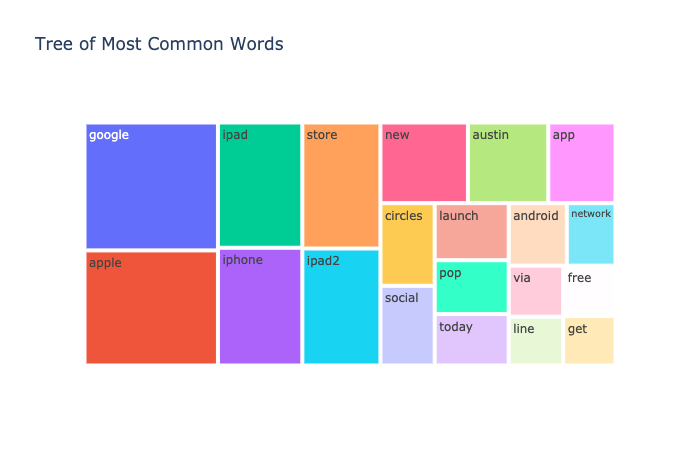 Tree of Most Common Words
google
ipad
store
new
austin
app
circles
launch
android
network
apple
iphone
ipad2
pop
via
free
social
today
line
get